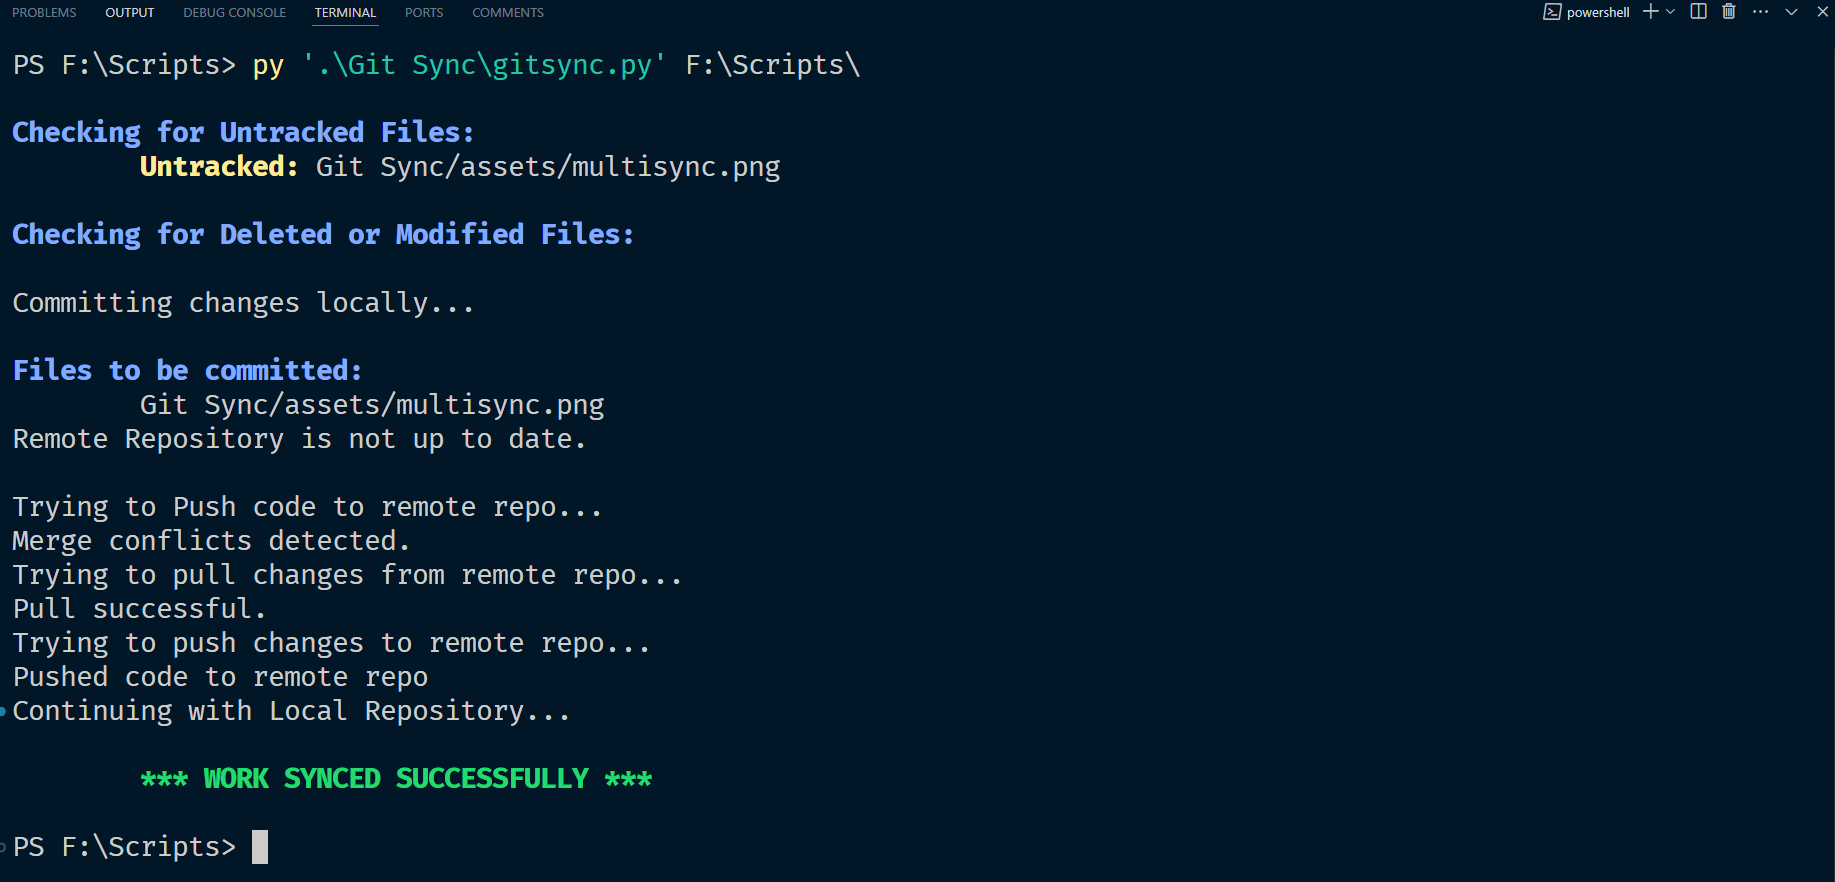 PROBLEMS OUTPUT DEBUG CONSOLE TERMINAL PORTS COMMENTS powershell
PS F:\Scripts> py '.\Git Sync\gitsync.py' F:\Scripts\
Checking for Untracked Files:
Untracked: Git Sync/assets/multisync.png
Checking for Deleted or Modified Files:
Committing changes locally...
Files to be committed:
Git Sync/assets/multisync.png
Remote Repository is not up to date.
Trying to Push code to remote repo...
Merge conflicts detected.
Trying to pull changes from remote repo...
Pull successful.
Trying to push changes to remote repo...
Pushed code to remote repo
Continuing with Local Repository...
*** WORK SYNCED SUCCESSFULLY ***
PS F:\Scripts>